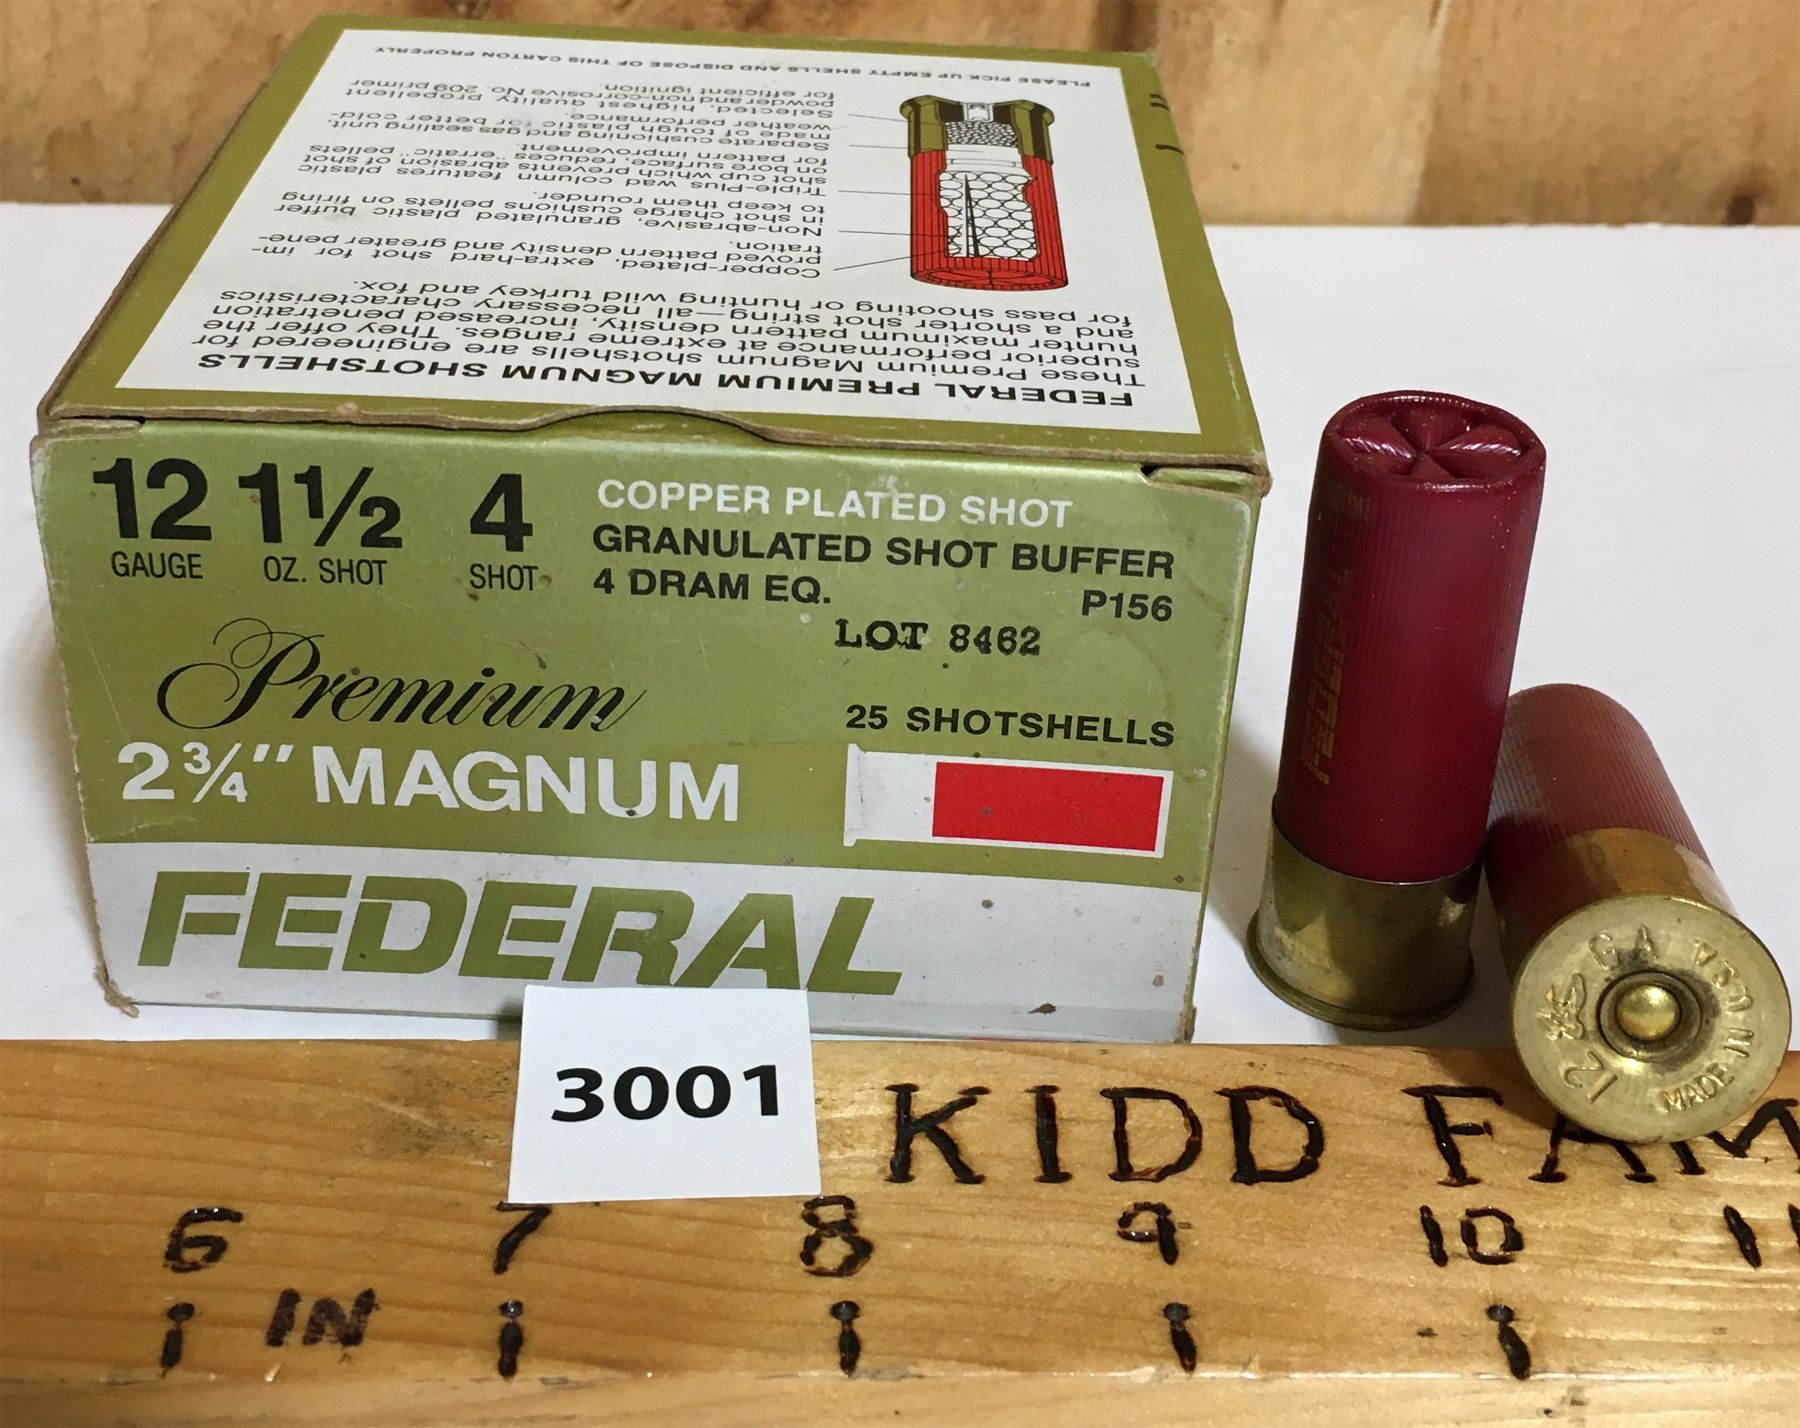 FEDERAL PREMIUM MAGNUM SHOTSHELLS
These Premium Magnum shotshells are engineered for
superior performance at extreme ranges. They offer the
hunter maximum pattern density, increased penetration
and a shorter shot string—all necessary characteristics
for pass shooting or hunting wild turkey and fox.
Copper-plated, extra-hard shot for im-
proved pattern density and greater pene-
tration.
Non-abrasive, granulated plastic buffer
in shot charge cushions pellets on firing
to keep them rounder.
Triple-Plus wad column features plastic
shot cup which prevents abrasion of shot
on bore surface, reduces "erratic" pellets
for pattern improvement.
Separate cushioning and gas sealing unit,
made of tough plastic for better cold-
weather performance.
Selected, highest quality propellent
powder and non-corrosive No. 209 primer
for efficient ignition.
PLEASE PICK UP EMPTY SHELLS AND DISPOSE OF THIS CARTON PROPERLY.
12 1½ 4
GAUGE OZ. SHOT SHOT
COPPER PLATED SHOT
GRANULATED SHOT BUFFER
4 DRAM EQ. P156
LOT 8462
Premium
25 SHOTSHELLS
2¾" MAGNUM
FEDERAL
12 GA
MADE IN USA
3001
KIDD FAM
6 7 8 9 10 11
IN